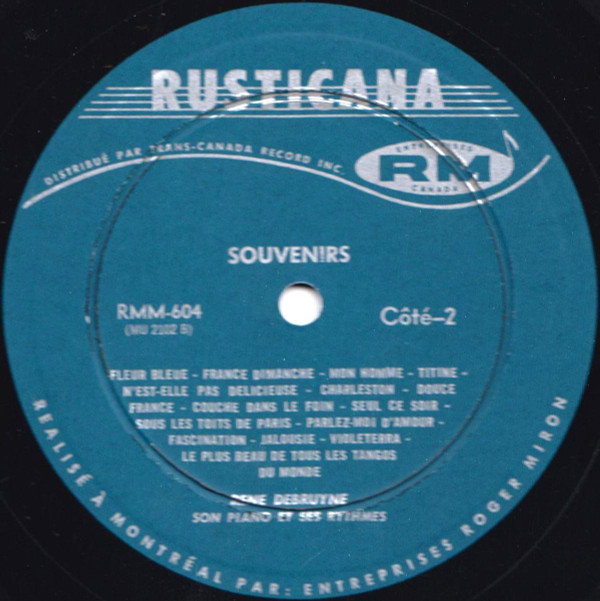 RUSTICANA
DISTRIBUÉ PAR TRANS-CANADA RECORD INC.
ENTREPRISES
RM
CANADA
SOUVENIRS
RMM-604
(MU 2102 B)
Côté-2
FLEUR BLEUE - FRANCE DIMANCHE - MON HOMME - TITINE -
N'EST-ELLE PAS DELICIEUSE - CHARLESTON - DOUCE
FRANCE - COUCHE DANS LE FOIN - SEUL CE SOIR -
SOUS LES TOITS DE PARIS - PARLEZ-MOI D'AMOUR -
FASCINATION - JALOUSIE - VIOLETERRA -
LE PLUS BEAU DE TOUS LES TANGOS
DU MONDE
RENE DEBRUYNE
SON PIANO ET SES RYTHMES
REALISÉ À MONTRÉAL PAR: ENTREPRISES ROGER MIRON